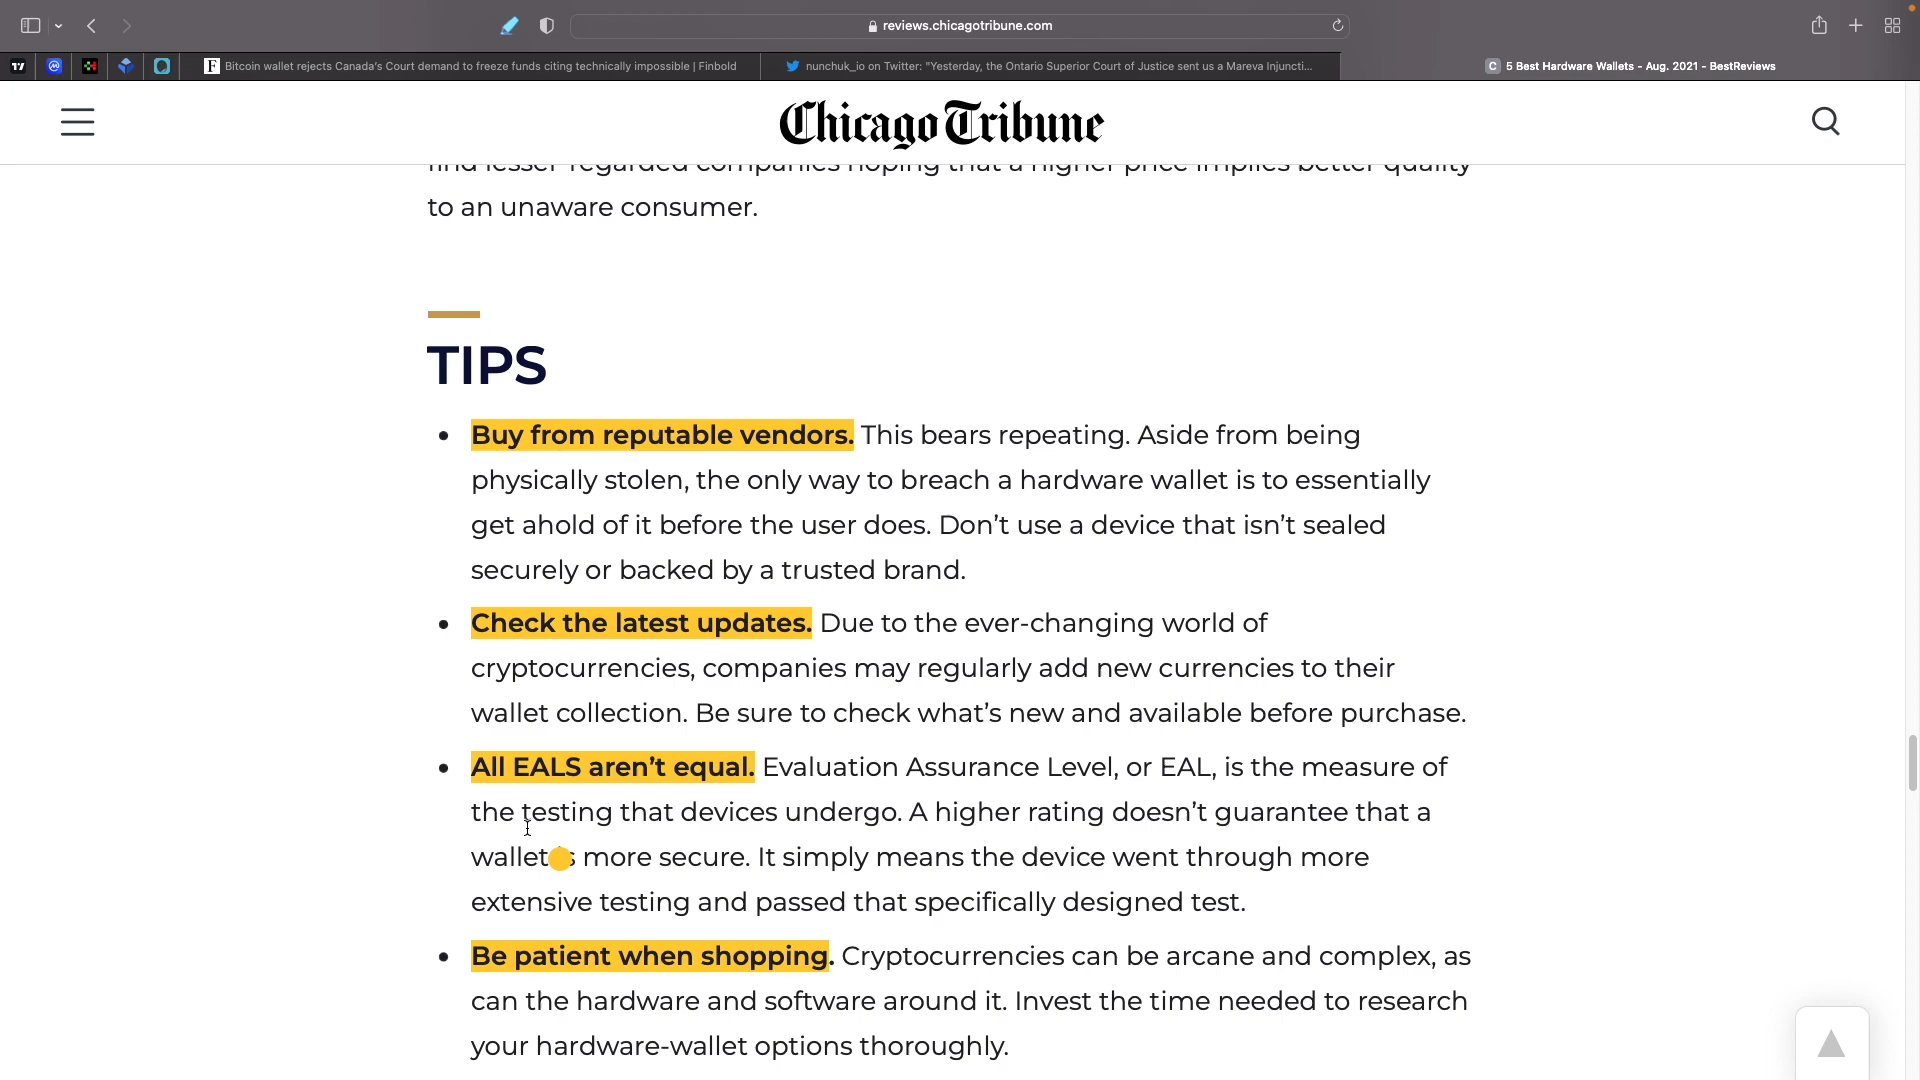 reviews.chicagotribune.com
Bitcoin wallet rejects Canada's Court demand to freeze funds citing technically impossible | Finbold
nunchuk_io on Twitter: "Yesterday, the Ontario Superior Court of Justice sent us a Mareva Injuncti...
C 5 Best Hardware Wallets - Aug. 2021 - BestReviews
Chicago Tribune
find lesser regarded companies hoping that a higher price implies better quality
to an unaware consumer.
TIPS
Buy from reputable vendors. This bears repeating. Aside from being
physically stolen, the only way to breach a hardware wallet is to essentially
get ahold of it before the user does. Don’t use a device that isn’t sealed
securely or backed by a trusted brand.
Check the latest updates. Due to the ever-changing world of
cryptocurrencies, companies may regularly add new currencies to their
wallet collection. Be sure to check what’s new and available before purchase.
All EALS aren’t equal. Evaluation Assurance Level, or EAL, is the measure of
the testing that devices undergo. A higher rating doesn’t guarantee that a
wallet is more secure. It simply means the device went through more
extensive testing and passed that specifically designed test.
Be patient when shopping. Cryptocurrencies can be arcane and complex, as
can the hardware and software around it. Invest the time needed to research
your hardware-wallet options thoroughly.